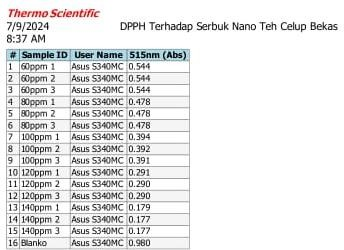 Thermo Scientific
7/9/2024 DPPH Terhadap Serbuk Nano Teh Celup Bekas
8:37 AM
# Sample ID User Name 515nm (Abs)
1 60ppm 1 Asus S340MC 0.544
2 60ppm 2 Asus S340MC 0.544
3 60ppm 3 Asus S340MC 0.544
4 80ppm 1 Asus S340MC 0.478
5 80ppm 2 Asus S340MC 0.478
6 80ppm 3 Asus S340MC 0.478
7 100ppm 1 Asus S340MC 0.394
8 100ppm 2 Asus S340MC 0.392
9 100ppm 3 Asus S340MC 0.391
10 120ppm 1 Asus S340MC 0.291
11 120ppm 2 Asus S340MC 0.290
12 120ppm 3 Asus S340MC 0.290
13 140ppm 1 Asus S340MC 0.179
14 140ppm 2 Asus S340MC 0.177
15 140ppm 3 Asus S340MC 0.177
16 Blanko Asus S340MC 0.980